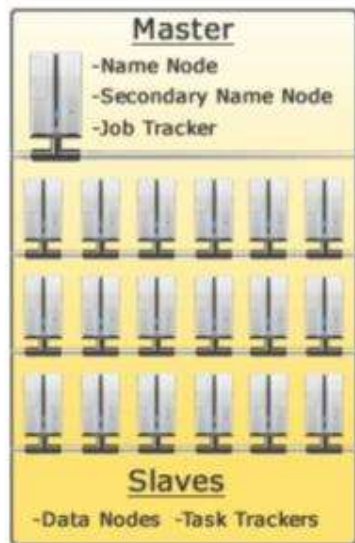 Master
-Name Node
-Secondary Name Node
-Job Tracker
Slaves
-Data Nodes -Task Trackers